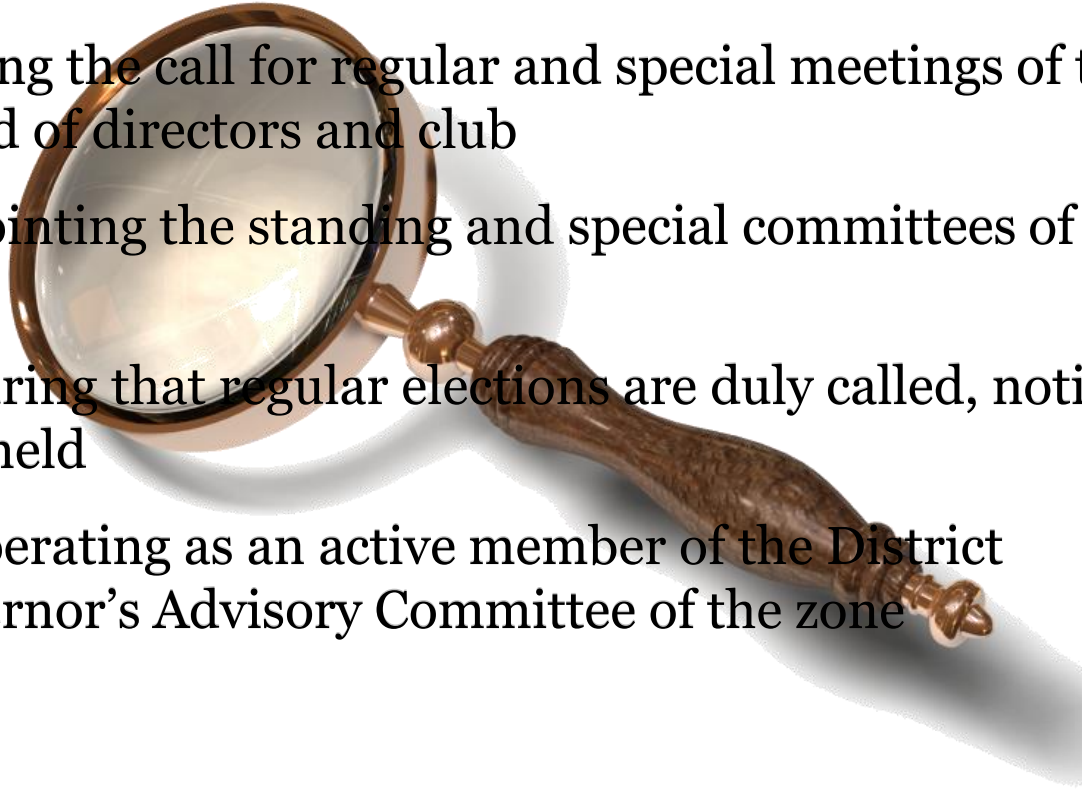 ng the call for regular and special meetings of t
d of directors and club
ointing the standing and special committees of
ring that regular elections are duly called, noti
held
perating as an active member of the District
ernor’s Advisory Committee of the zone